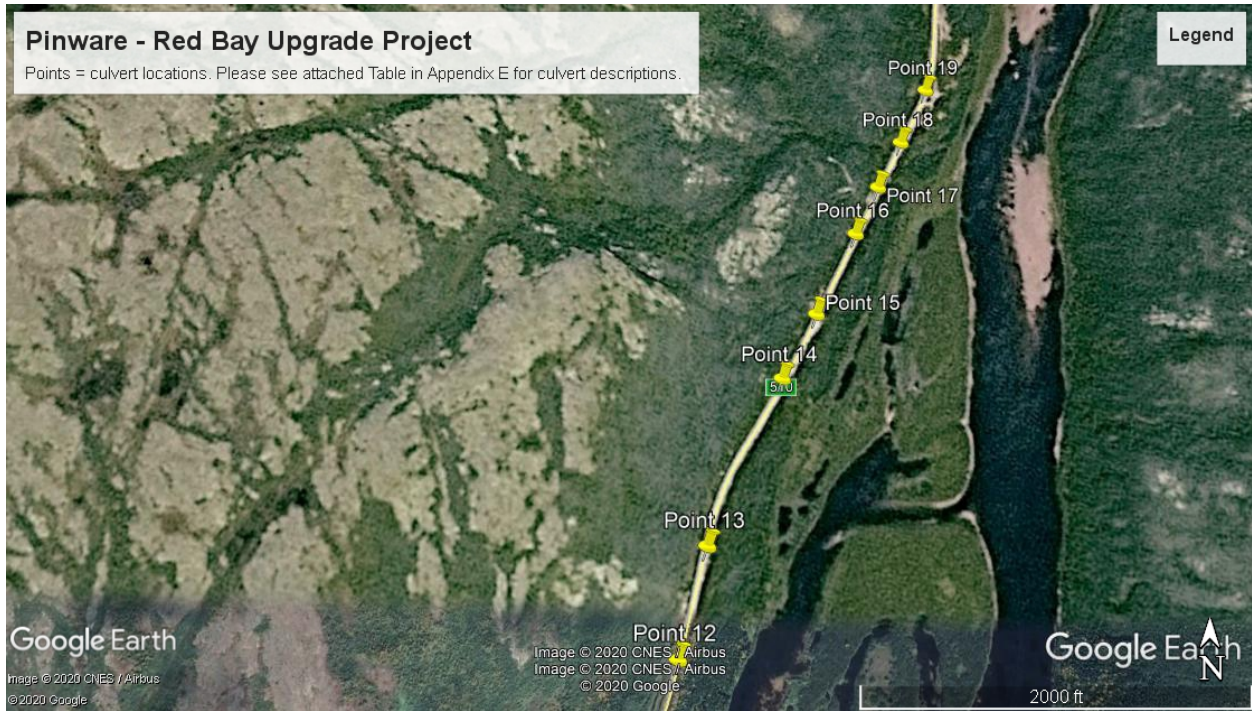 Pinware - Red Bay Upgrade Project
Points = culvert locations. Please see attached Table in Appendix E for culvert descriptions.
Legend
Point 19
Point 18
Point 17
Point 16
Point 15
Point 14
510
Point 13
Point 12
Google Earth
Image © 2020 CNES / Airbus
© 2020 Google
Image © 2020 CNES / Airbus
Image © 2020 CNES / Airbus
© 2020 Google
Google Earth
N
2000 ft